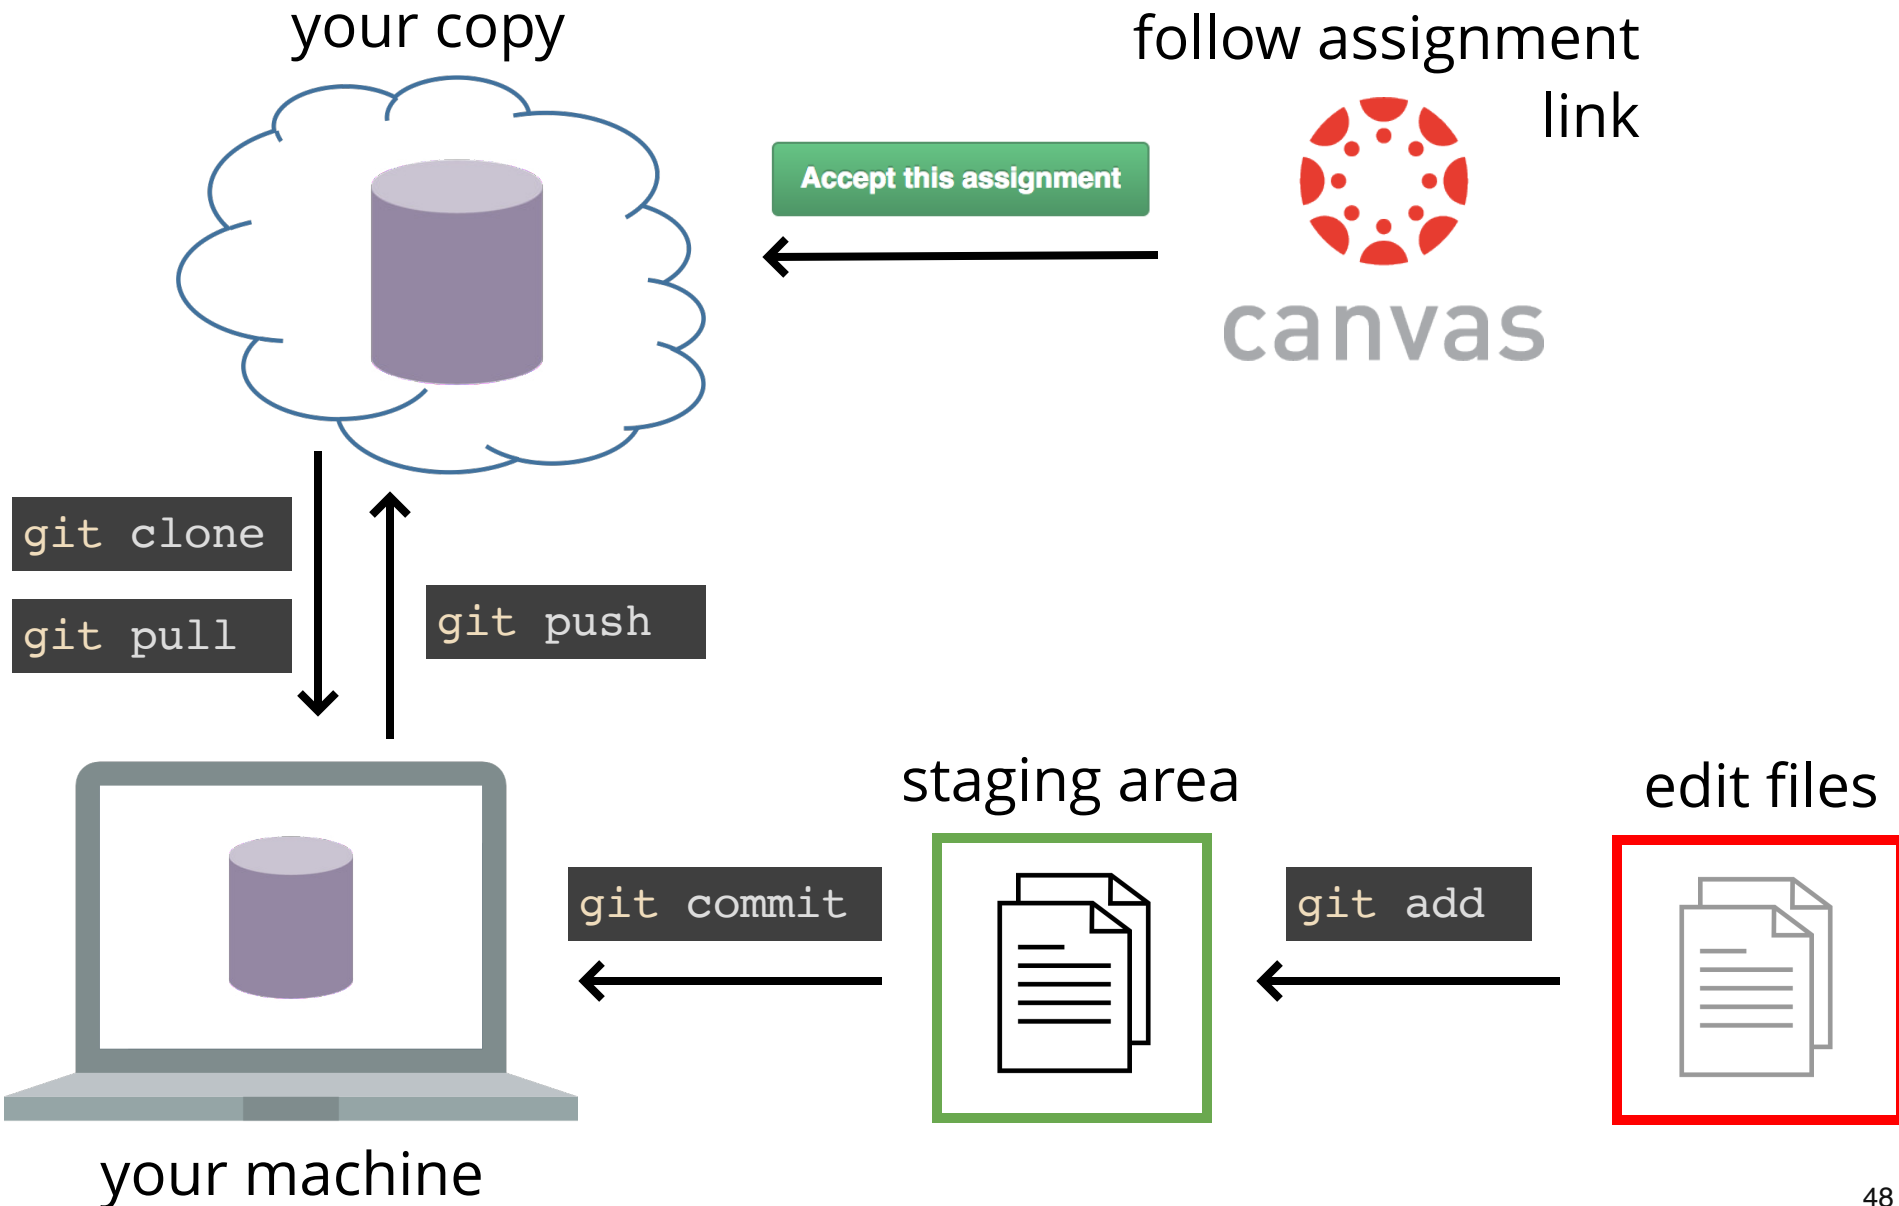 your copy
follow assignment
link
Accept this assignment
canvas
git clone
git pull
git push
staging area
edit files
git commit
git add
your machine
48